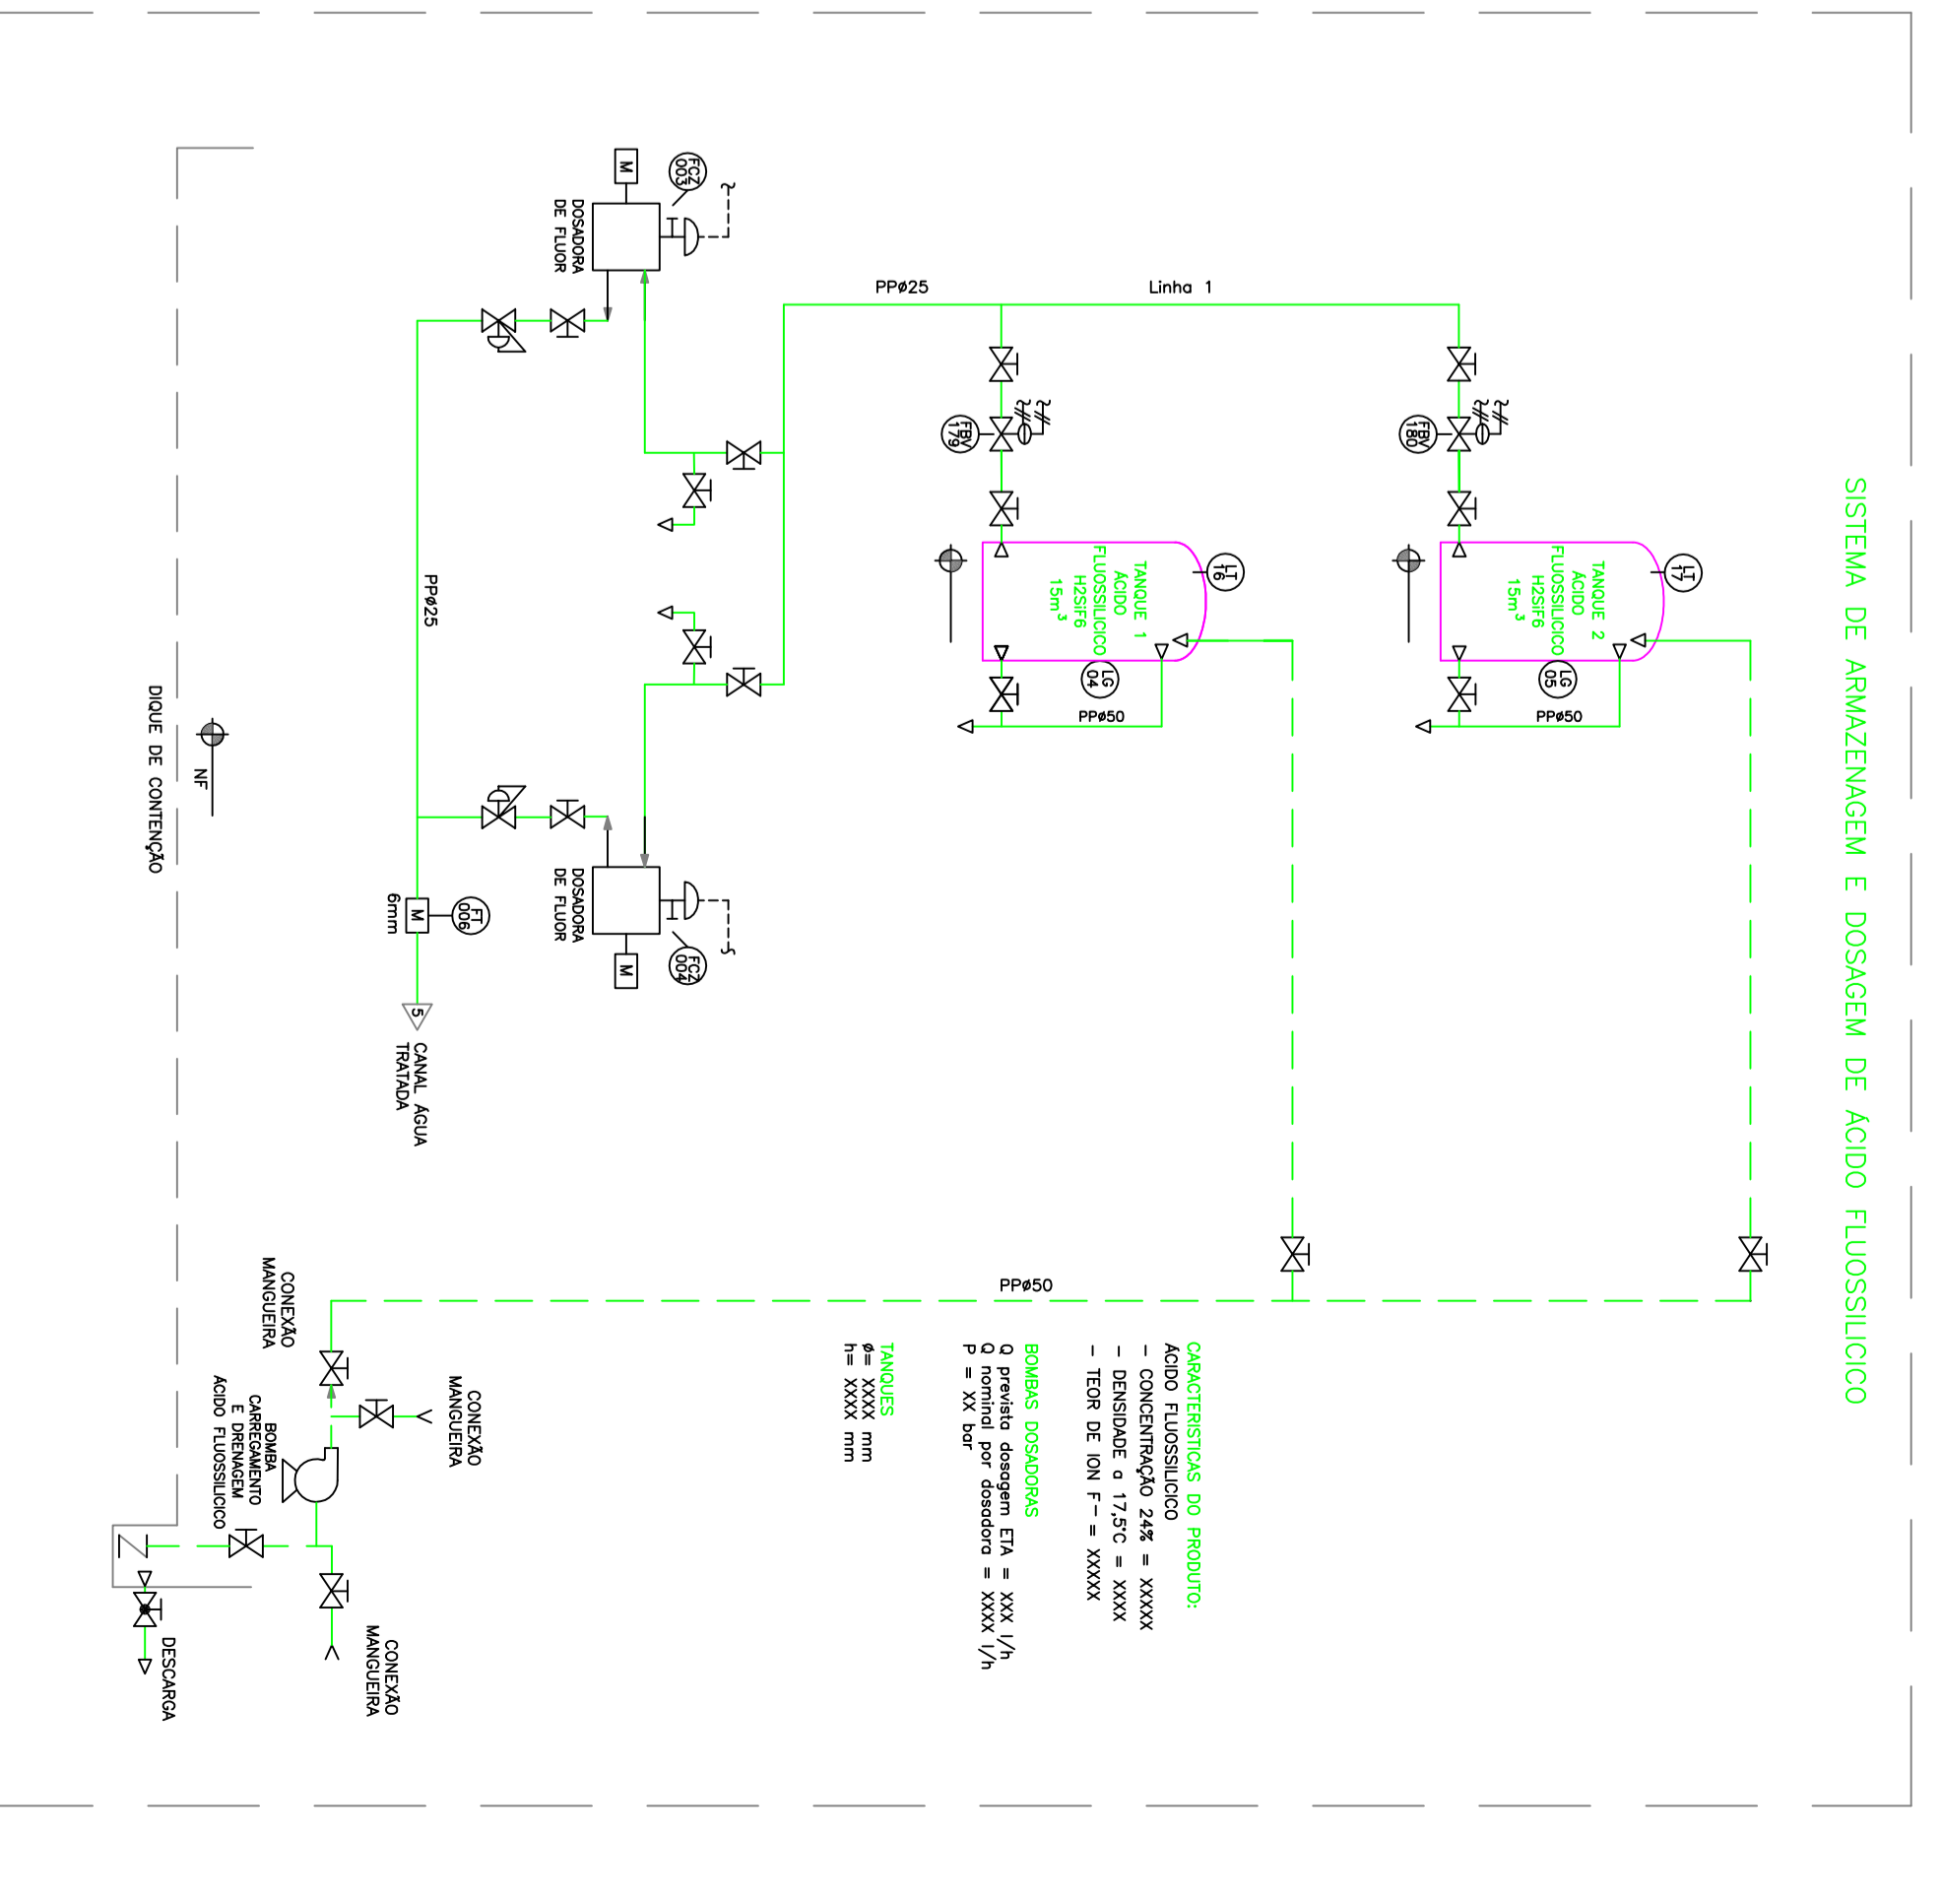 SISTEMA DE ARMAZENAGEM E DOSAGEM DE ÁCIDO FLUOSSILICICO
LT
17
TANQUE 2
ÁCIDO
FLUOSSILICICO
H2SiF6
15m³
LG
05
PPø50
FBV
180
LT
16
TANQUE 1
ÁCIDO
FLUOSSILICICO
H2SiF6
15m³
LG
04
PPø50
FBV
179
Linha 1
PPø25
PPø50
CARACTERISTICAS DO PRODUTO:
ÁCIDO FLUOSSILICICO
- CONCENTRAÇÃO 24% = XXXXX
- DENSIDADE a 17,5°C = XXXX
- TEOR DE ION F- = XXXXX
BOMBAS DOSADORAS
Q prevista dosagem ETA = XXX l/h
Q nominal por dosadora = XXXX l/h
P = XX bar
TANQUES
ø= XXXX mm
h= XXXX mm
FCZ
003
M
DOSADORA
DE FLUOR
FCZ
004
M
DOSADORA
DE FLUOR
PPø25
FT
006
M
6mm
5
CANAL ÁGUA
TRATADA
CONEXÃO
MANGUEIRA
CONEXÃO
MANGUEIRA
CONEXÃO
MANGUEIRA
BOMBA
CARREGAMENTO
E DRENAGEM
ÁCIDO FLUOSSILICICO
NF
DIQUE DE CONTENÇÃO
DESCARGA